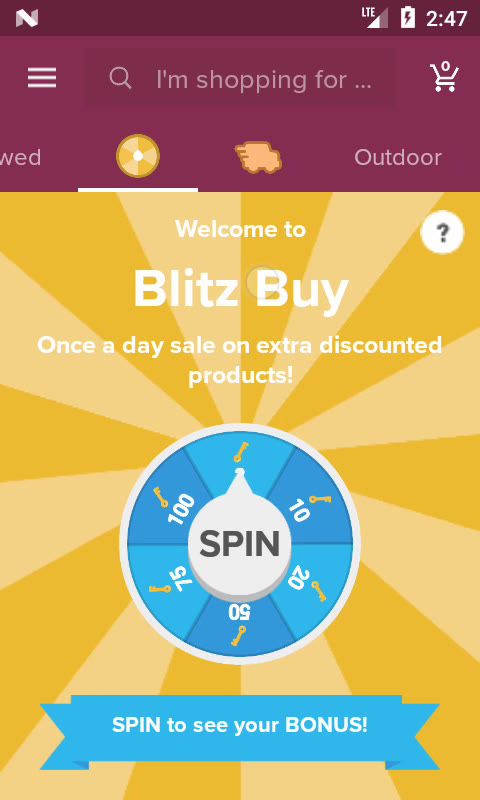 LTE 2:47
I'm shopping for ... 0
wed Outdoor
Welcome to
?
Blitz Buy
Once a day sale on extra discounted
products!
100
10
SPIN
75
20
50
SPIN to see your BONUS!